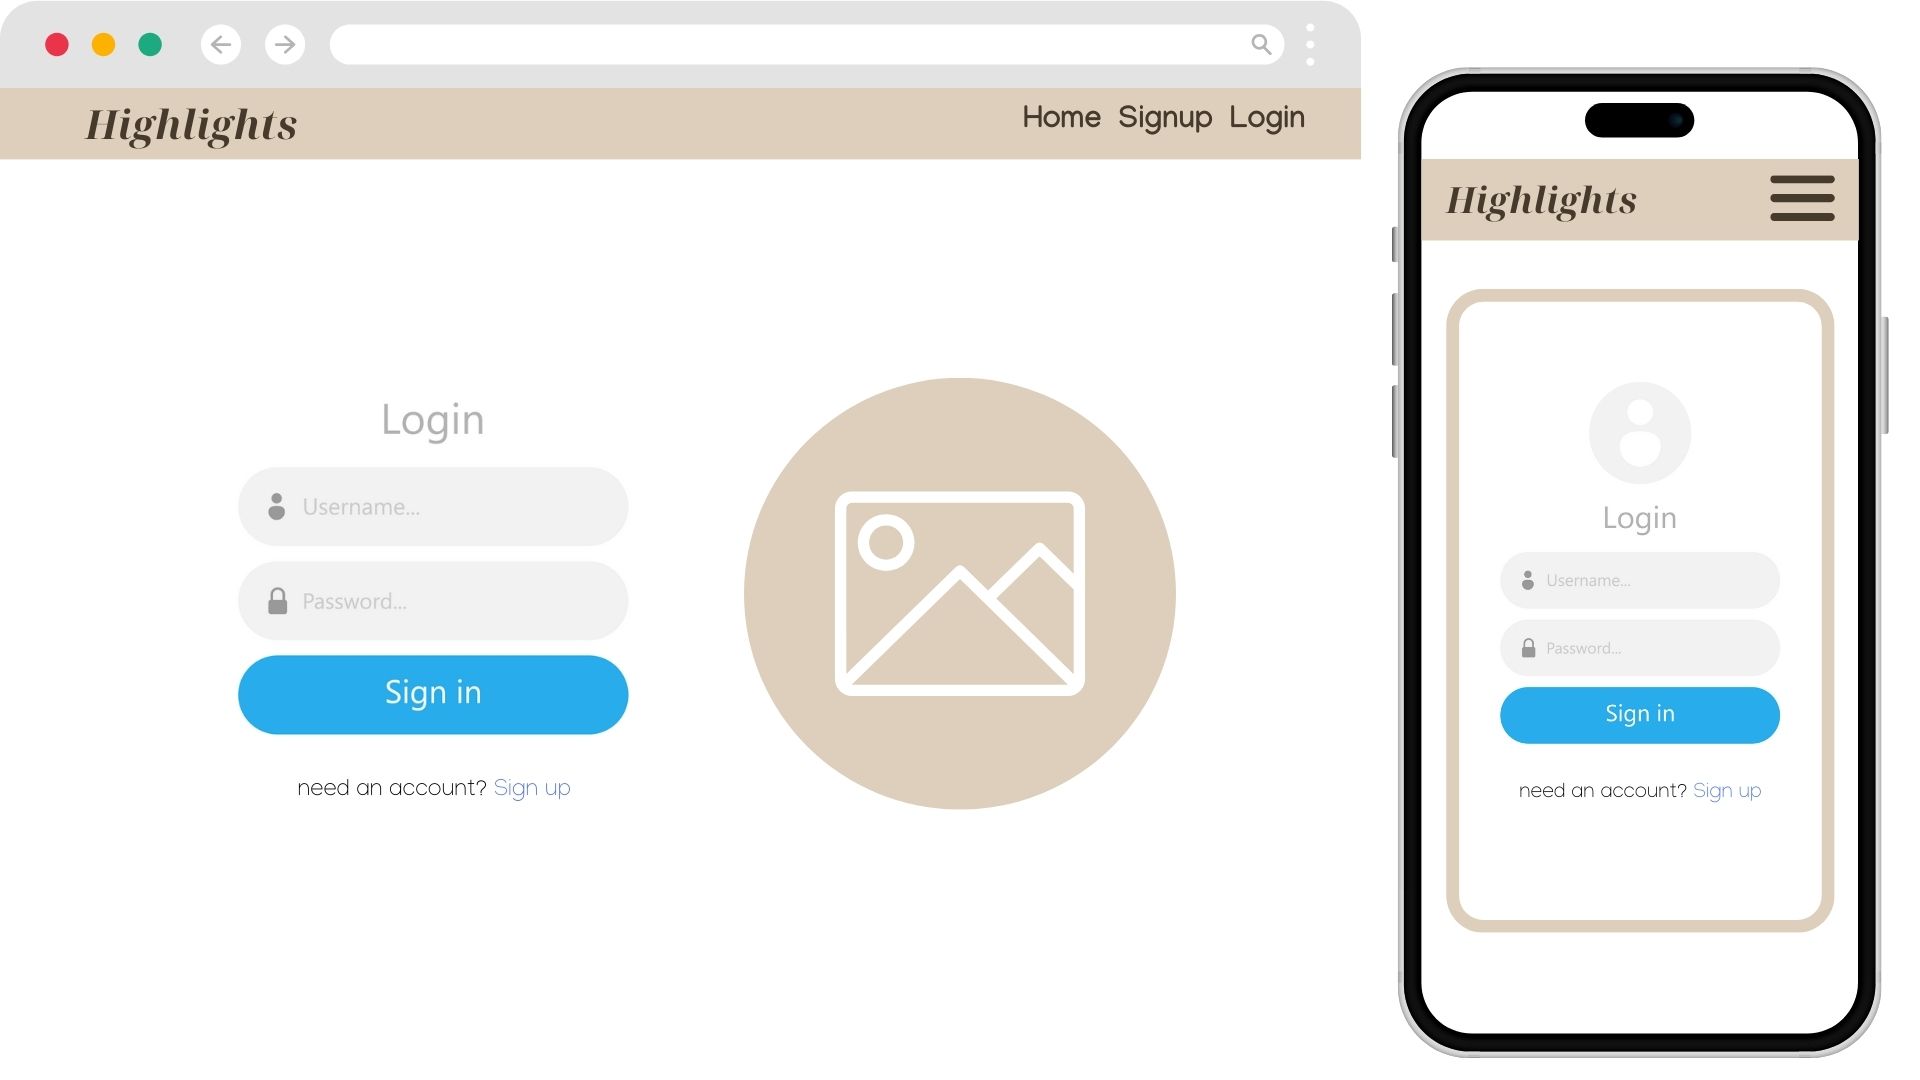 Highlights
Home Signup Login
Login
Username...
Password...
Sign in
need an account? Sign up
Highlights
Login
Username...
Password...
Sign in
need an account? Sign up